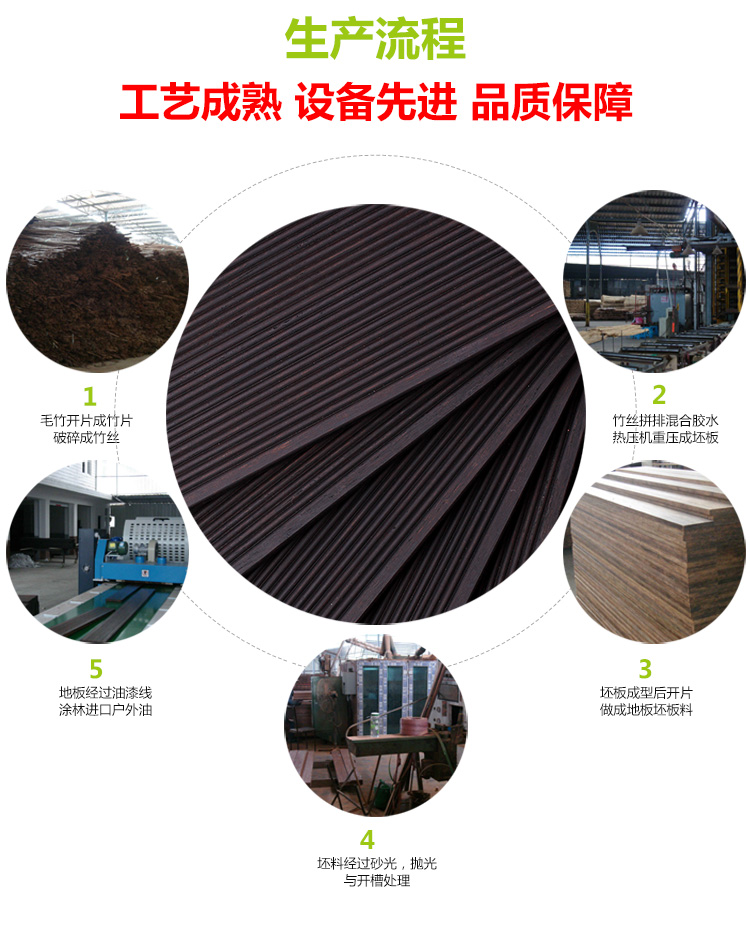 生产流程
工艺成熟 设备先进 品质保障
1
毛竹开片成竹片
破碎成竹丝
2
竹丝拼排混合胶水
热压机重压成坯板
3
坯板成型后开片
做成地板坯板料
4
坯料经过砂光，抛光
与开槽处理
5
地板经过油漆线
涂林进口户外油